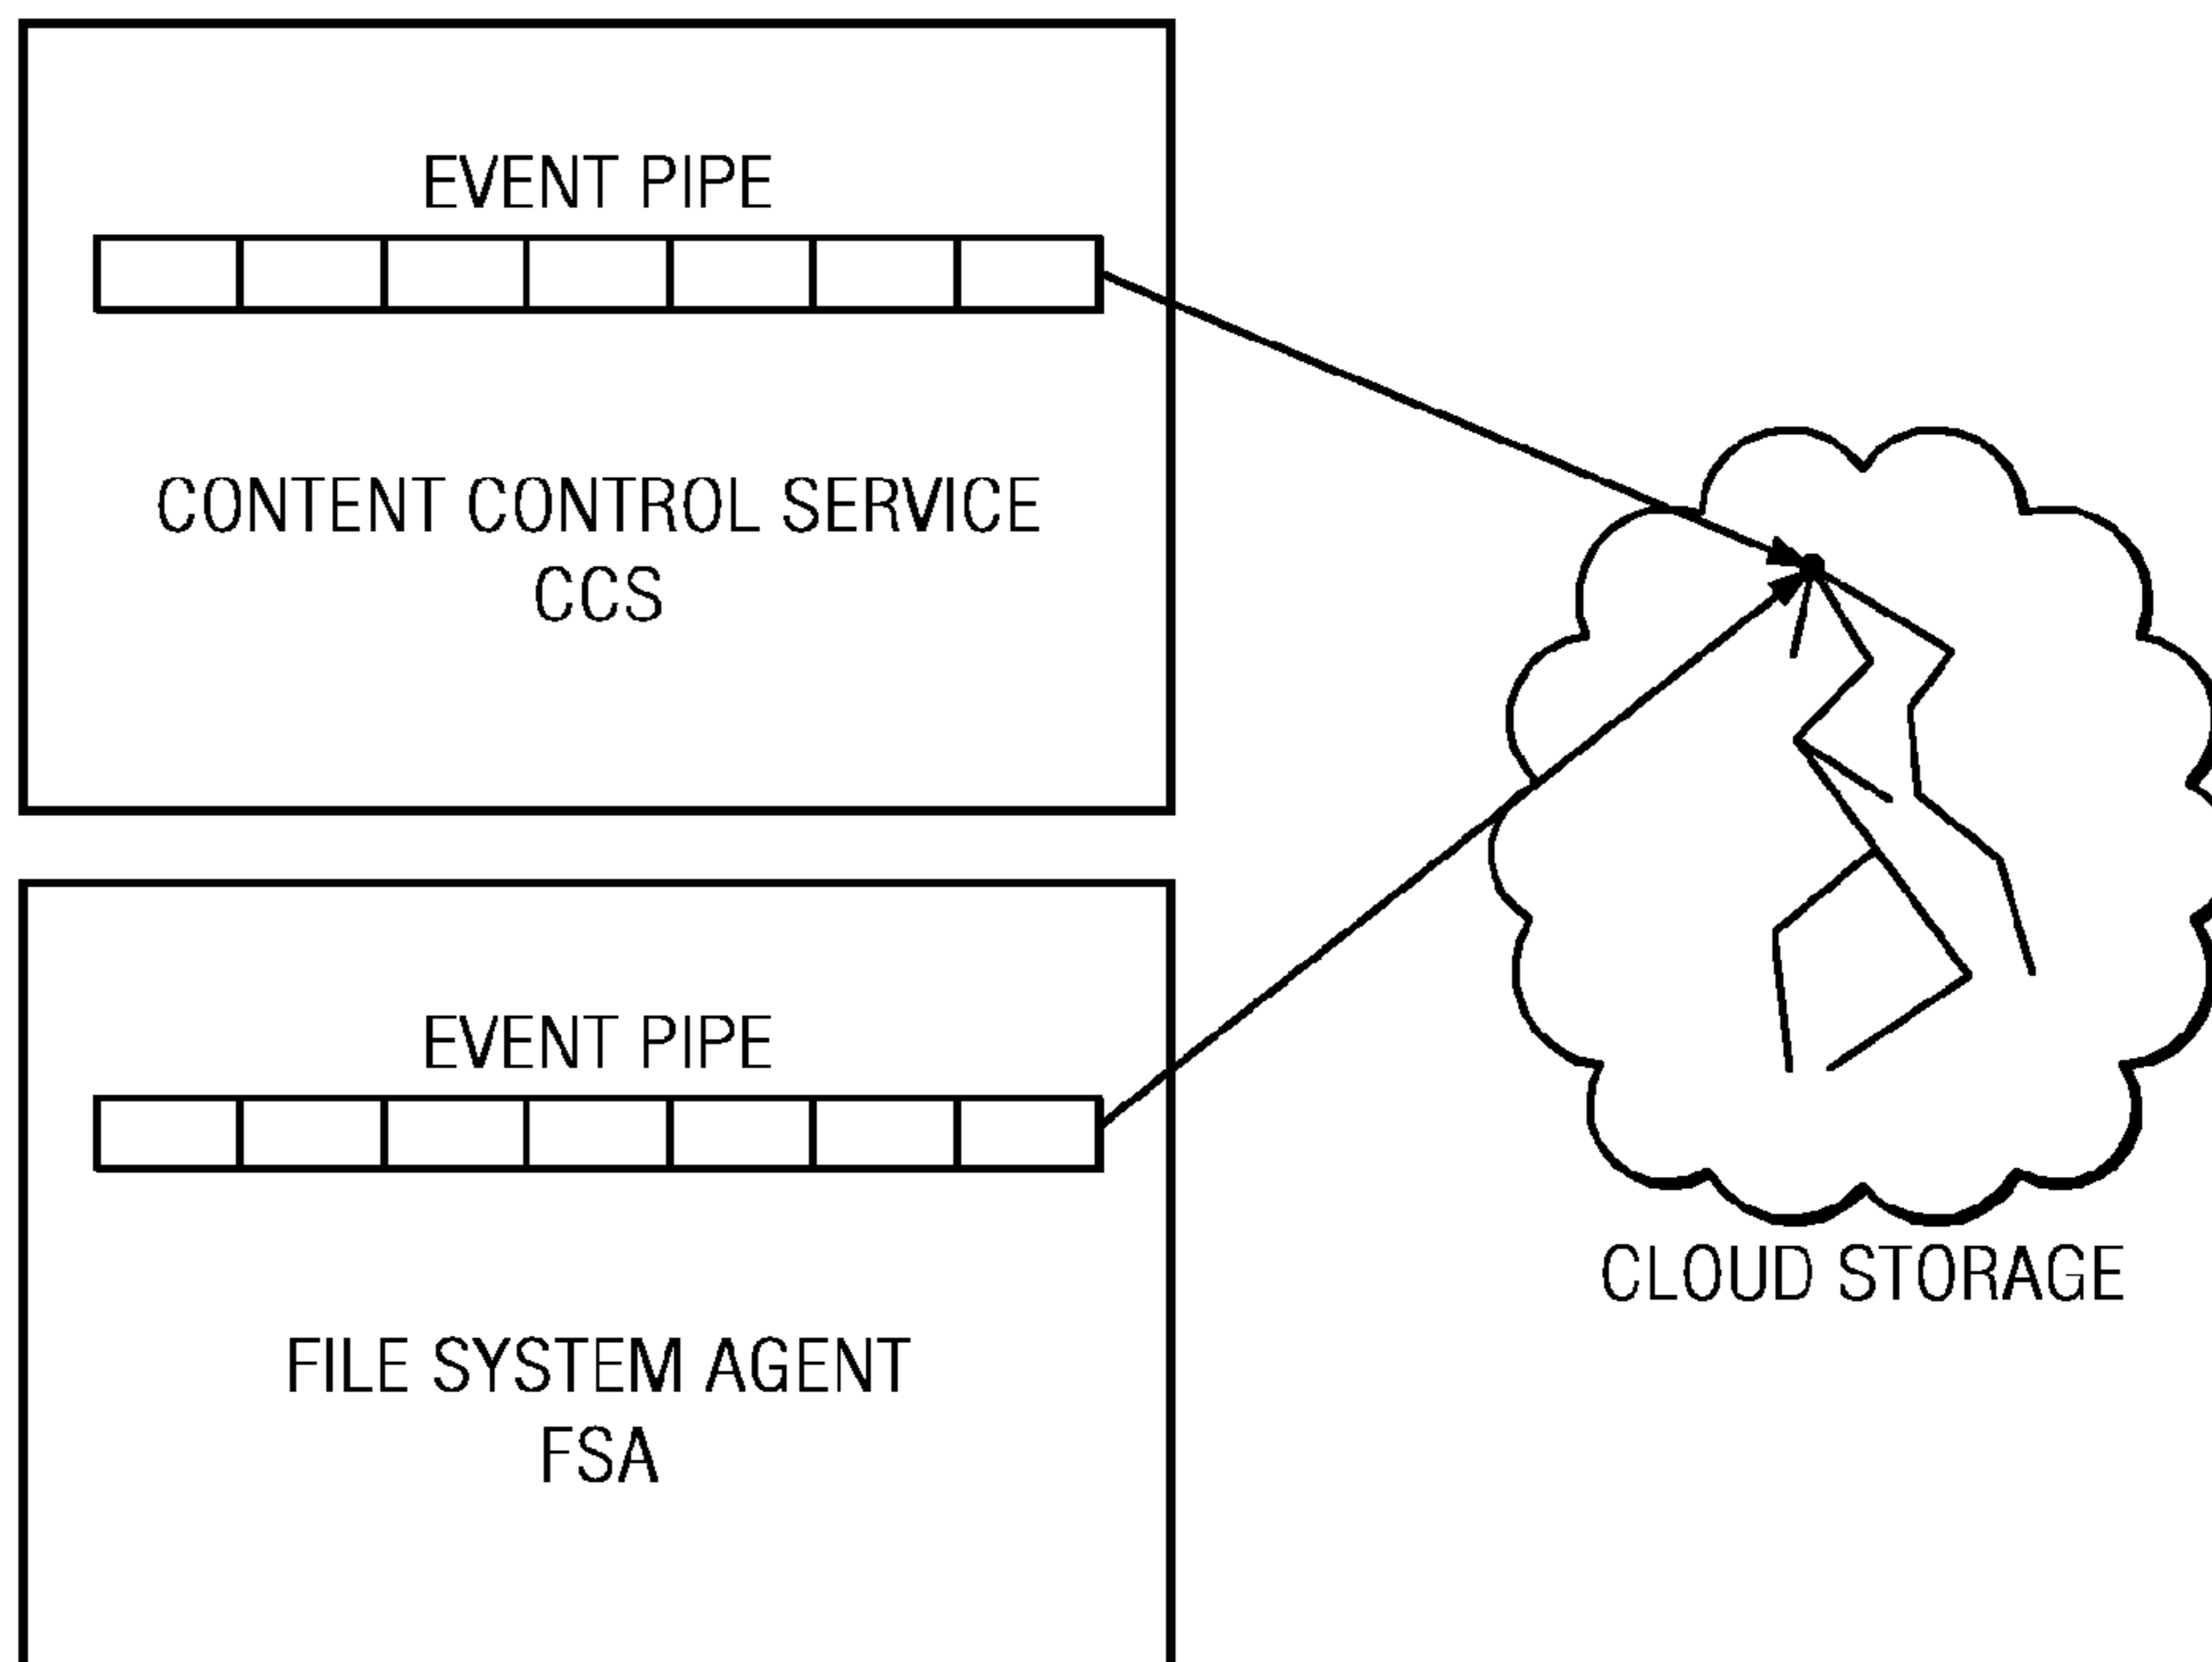 EVENT PIPE
CONTENT CONTROL SERVICE
CCS
EVENT PIPE
FILE SYSTEM AGENT
FSA
CLOUD STORAGE